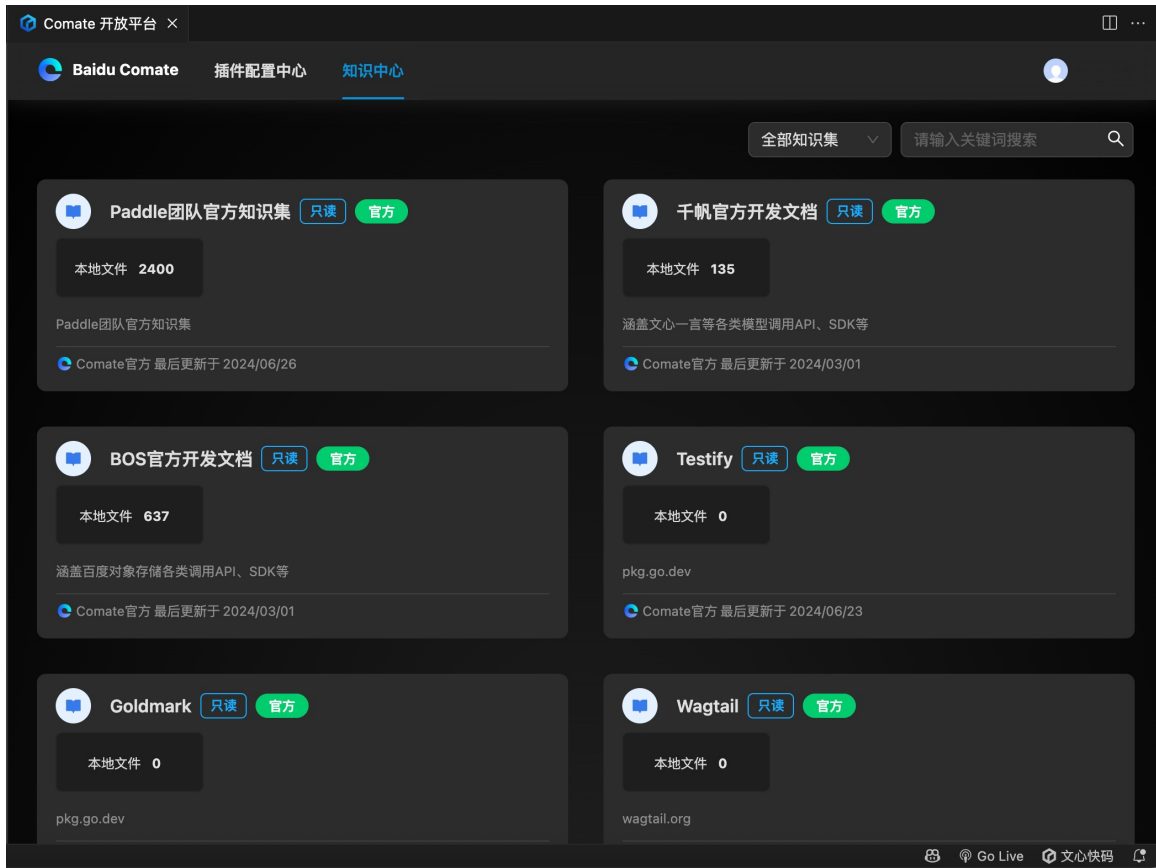 Comate 开放平台
Baidu Comate 插件配置中心 知识中心
全部知识集 请输入关键词搜索
Paddle团队官方知识集 只读 官方
本地文件 2400
Paddle团队官方知识集
Comate官方 最后更新于 2024/06/26
千帆官方开发文档 只读 官方
本地文件 135
涵盖文心一言等各类模型调用API、SDK等
Comate官方 最后更新于 2024/03/01
BOS官方开发文档 只读 官方
本地文件 637
涵盖百度对象存储各类调用API、SDK等
Comate官方 最后更新于 2024/03/01
Testify 只读 官方
本地文件 0
pkg.go.dev
Comate官方 最后更新于 2024/06/23
Goldmark 只读 官方
本地文件 0
pkg.go.dev
Wagtail 只读 官方
本地文件 0
wagtail.org
Go Live 文心快码